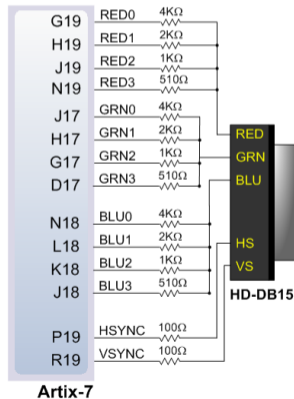 G19 RED0 4KΩ
H19 RED1 2KΩ
J19 RED2 1KΩ
N19 RED3 510Ω
J17 GRN0 4KΩ
H17 GRN1 2KΩ
G17 GRN2 1KΩ
D17 GRN3 510Ω
N18 BLU0 4KΩ
L18 BLU1 2KΩ
K18 BLU2 1KΩ
J18 BLU3 510Ω
P19 HSYNC 100Ω
R19 VSYNC 100Ω
Artix-7
RED
GRN
BLU
HS
VS
HD-DB15